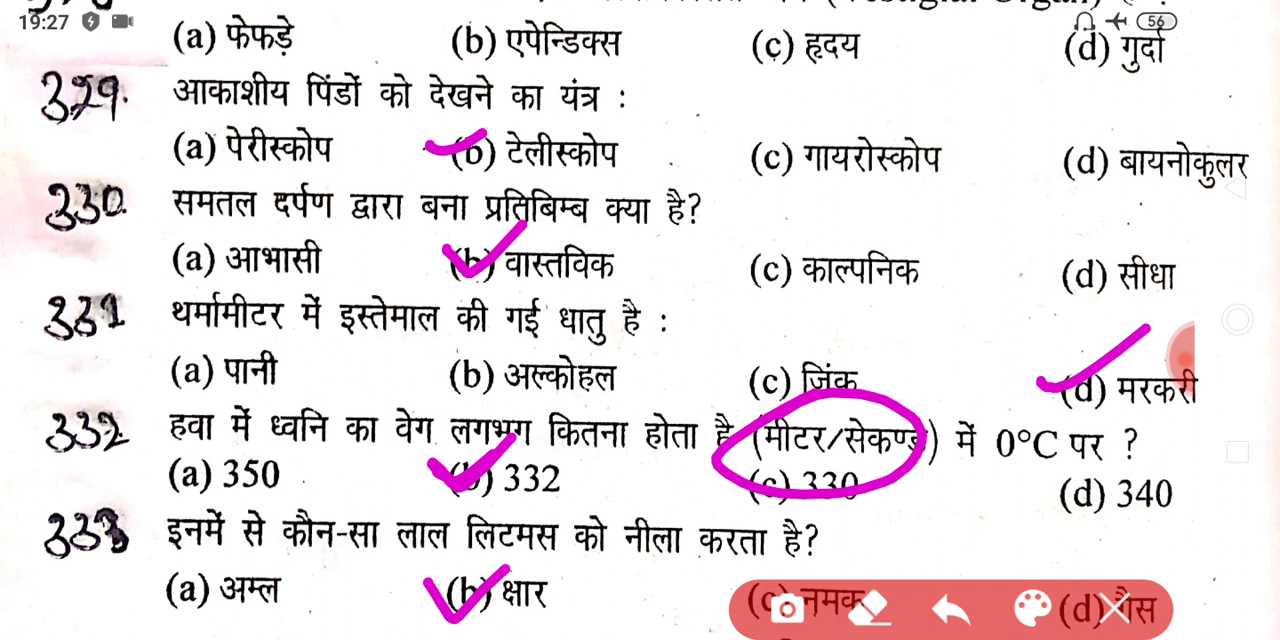 19:27 56
(a) फेफड़े (b) एपेन्डिक्स (c) हृदय (d) गुर्दा
329. आकाशीय पिंडों को देखने का यंत्र :
(a) पेरीस्कोप (b) टेलीस्कोप (c) गायरोस्कोप (d) बायनोकुलर
330. समतल दर्पण द्वारा बना प्रतिबिम्ब क्या है?
(a) आभासी (b) वास्तविक (c) काल्पनिक (d) सीधा
331 थर्मामीटर में इस्तेमाल की गई धातु है :
(a) पानी (b) अल्कोहल (c) जिंक (d) मरकरी
332 हवा में ध्वनि का वेग लगभग कितना होता है (मीटर/सेकण्ड) में 0°C पर ?
(a) 350 (b) 332 (c) 330 (d) 340
333 इनमें से कौन-सा लाल लिटमस को नीला करता है?
(a) अम्ल (b) क्षार (c) नमक (d) गैस